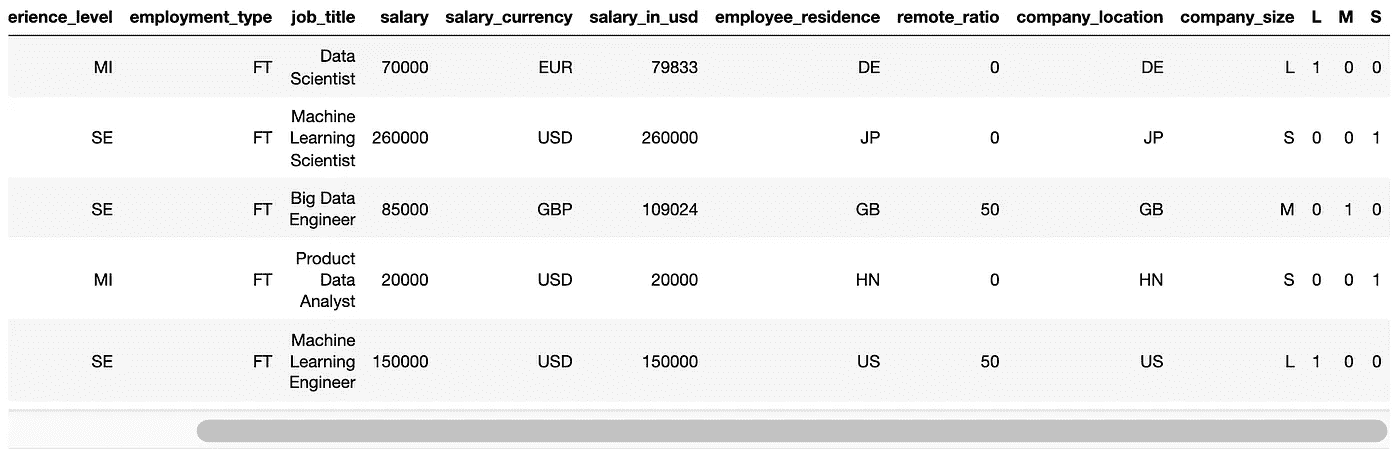 erience_level employment_type job_title salary salary_currency salary_in_usd employee_residence remote_ratio company_location company_size L M S
MI FT Data Scientist 70000 EUR 79833 DE 0 DE L 1 0 0
SE FT Machine Learning Scientist 260000 USD 260000 JP 0 JP S 0 0 1
SE FT Big Data Engineer 85000 GBP 109024 GB 50 GB M 0 1 0
MI FT Product Data Analyst 20000 USD 20000 HN 0 HN S 0 0 1
SE FT Machine Learning Engineer 150000 USD 150000 US 50 US L 1 0 0